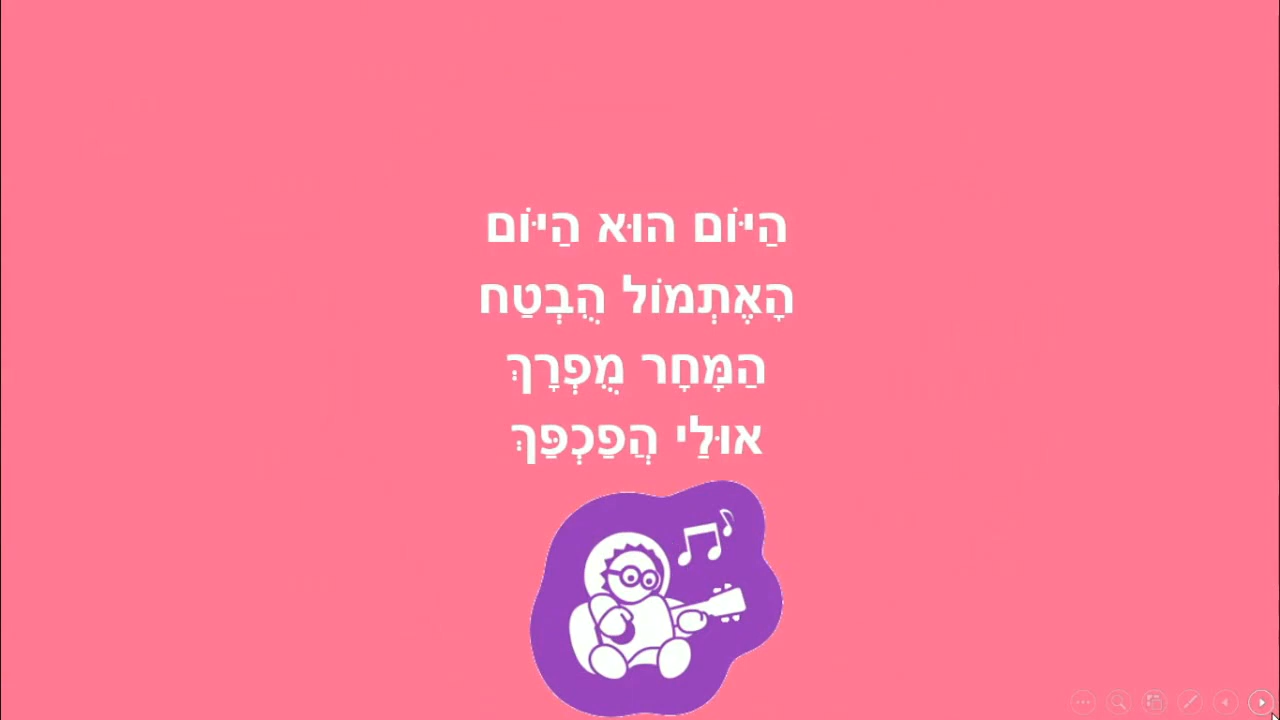 הַיּוֹם הוּא הַיּוֹם
הָאֶתְמוֹל הֻבְטַח
הַמָּחָר מֻפְרָךְ
אוּלַי הֲפַכְפַּךְ